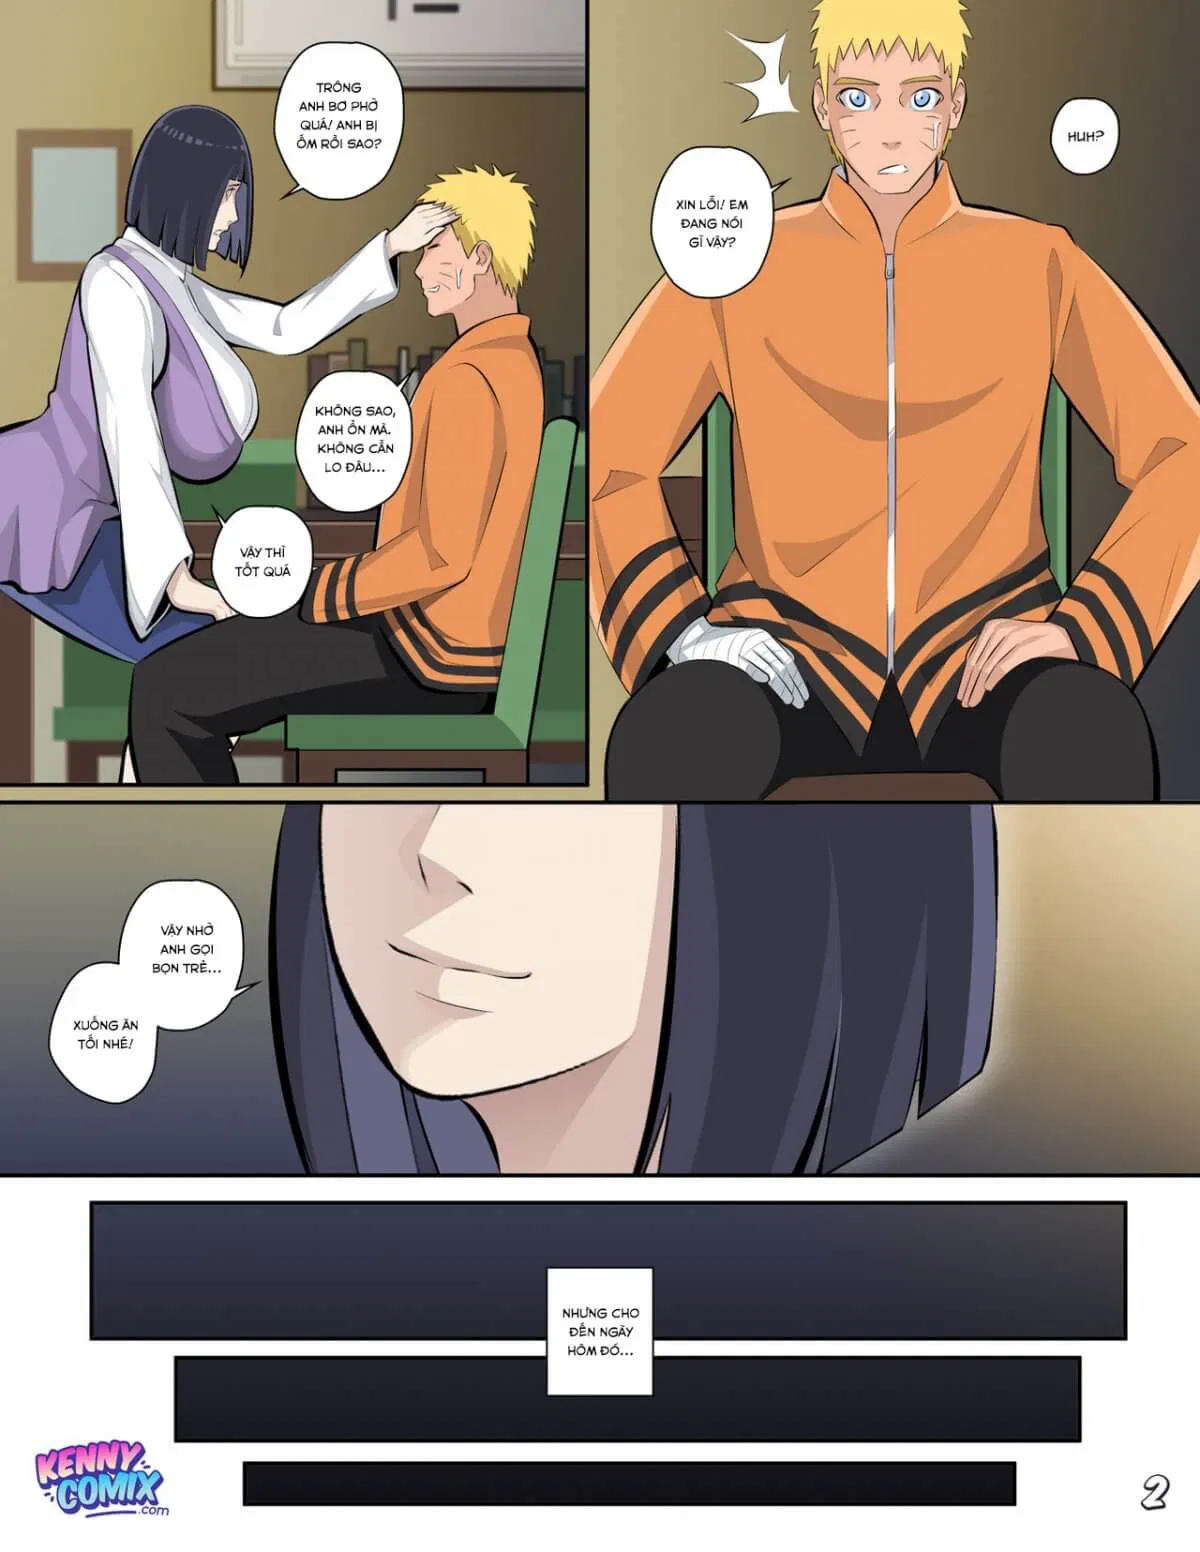 TRÔNG
ANH BƠ PHỜ
QUÁ! ANH BỊ
ỐM RỒI SAO?
KHÔNG SAO,
ANH ỔN MÀ.
KHÔNG CẦN
LO ĐÂU...
VẬY THÌ
TỐT QUÁ
HUH?
XIN LỖI! EM
ĐANG NÓI
GÌ VẬY?
VẬY NHỜ
ANH GỌI
BỌN TRẺ...
XUỐNG ĂN
TỐI NHÉ!
NHƯNG CHO
ĐẾN NGÀY
HÔM ĐÓ...
KENNY
COMIX
.com
2